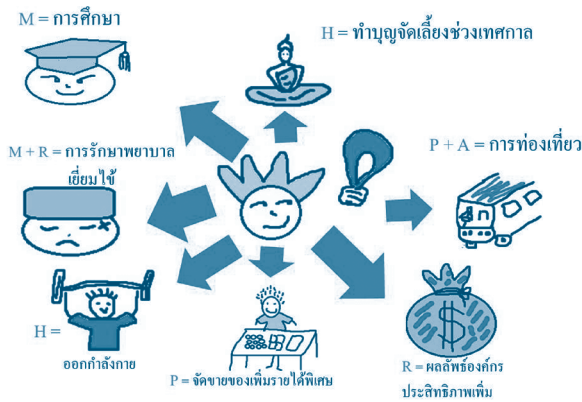 M = การศึกษา
H = ทำบุญจัดเลี้ยงช่วงเทศกาล
M + R = การรักษาพยาบาล
เยี่ยมไข้
P + A = การท่องเที่ยว
H =
ออกกำลังกาย
P = จัดขายของเพิ่มรายได้พิเศษ
$
R = ผลลัพธ์องค์กร
ประสิทธิภาพเพิ่ม